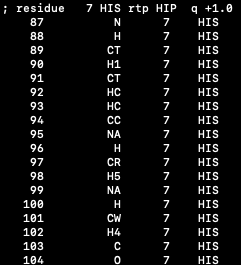 ; residue 7 HIS rtp HIP q +1.0
87 N 7 HIS
88 H 7 HIS
89 CT 7 HIS
90 H1 7 HIS
91 CT 7 HIS
92 HC 7 HIS
93 HC 7 HIS
94 CC 7 HIS
95 NA 7 HIS
96 H 7 HIS
97 CR 7 HIS
98 H5 7 HIS
99 NA 7 HIS
100 H 7 HIS
101 CW 7 HIS
102 H4 7 HIS
103 C 7 HIS
104 O 7 HIS